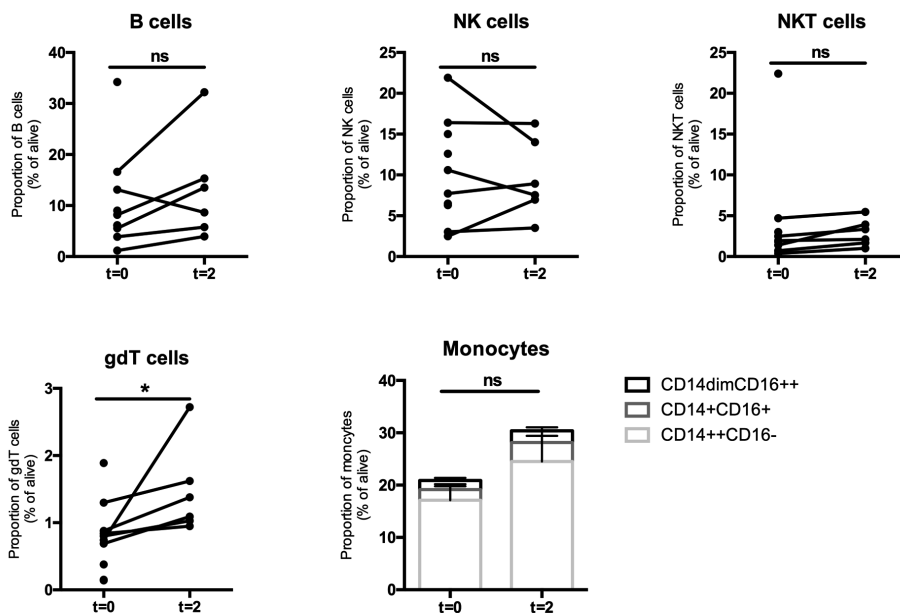 B cells
ns
Proportion of B cells
(% of alive)
40
30
20
10
0
t=0
t=2
NK cells
ns
Proportion of NK cells
(% of alive)
25
20
15
10
5
0
t=0
t=2
NKT cells
ns
Proportion of NKT cells
(% of alive)
25
20
15
10
5
0
t=0
t=2
gdT cells
*
Proportion of gdT cells
(% of alive)
3
2
1
0
t=0
t=2
Monocytes
ns
Proportion of moncytes
(% of alive)
40
30
20
10
0
t=0
t=2
CD14dimCD16++
CD14+CD16+
CD14++CD16-